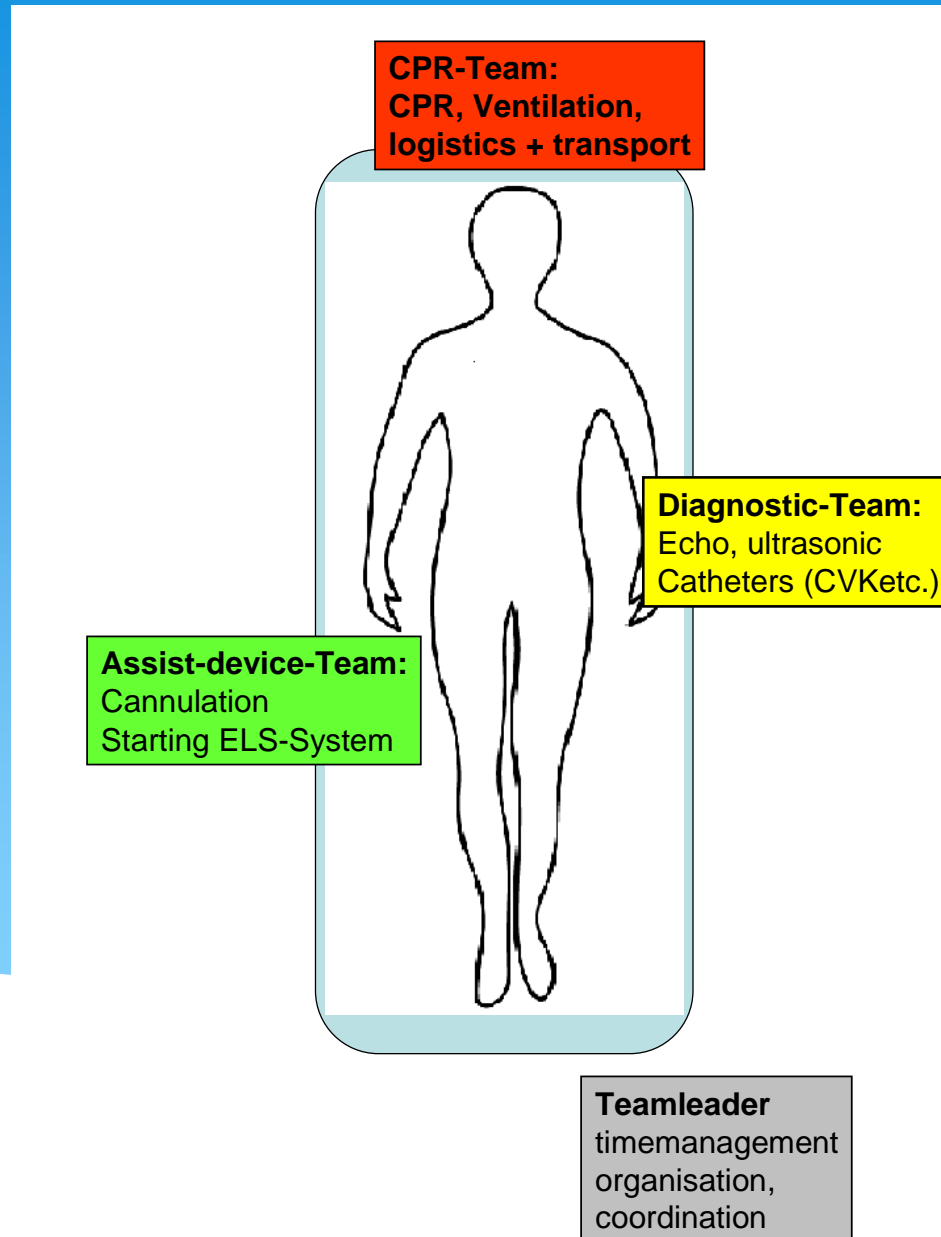 CPR-Team:
CPR, Ventilation,
logistics + transport
Diagnostic-Team:
Echo, ultrasonic
Catheters (CVKetc.)
Assist-device-Team:
Cannulation
Starting ELS-System
Teamleader
timemanagement
organisation,
coordination